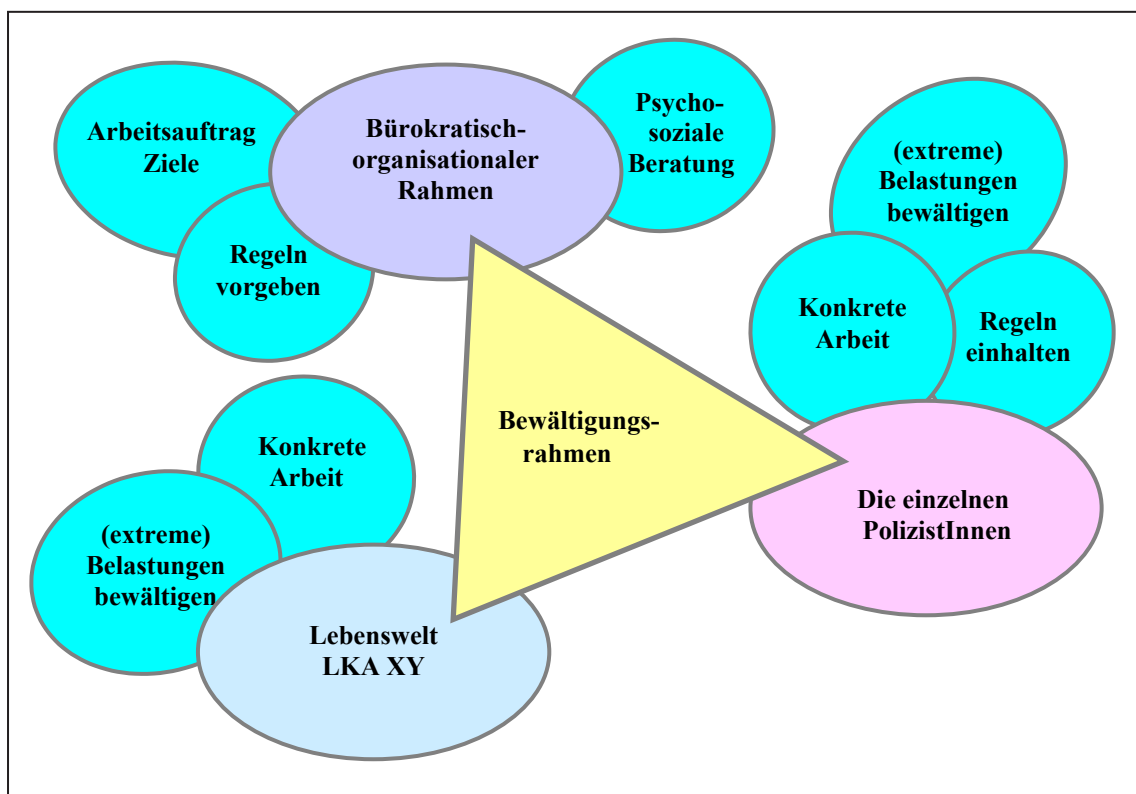 Arbeitsauftrag
Ziele
Bürokratisch-
organisationaler
Rahmen
Psycho-
soziale
Beratung
Regeln
vorgeben
(extreme)
Belastungen
bewältigen
Konkrete
Arbeit
Regeln
einhalten
Bewältigungs-
rahmen
Die einzelnen
PolizistInnen
Konkrete
Arbeit
(extreme)
Belastungen
bewältigen
Lebenswelt
LKA XY